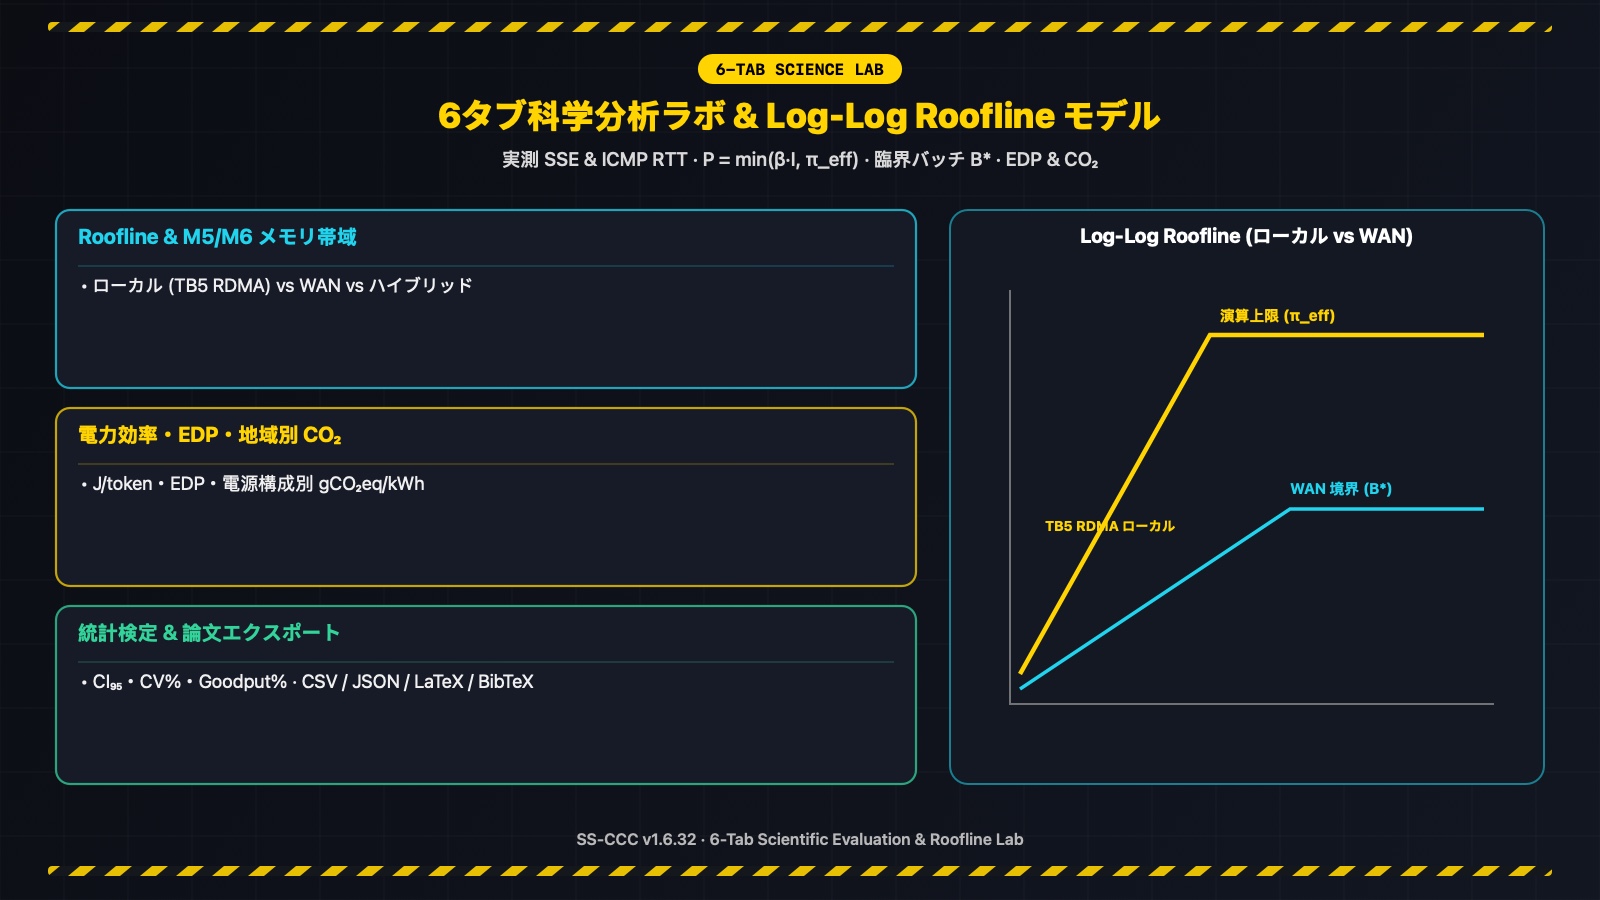 6-TAB SCIENCE LAB
6タブ科学分析ラボ & Log-Log Roofline モデル
実測 SSE & ICMP RTT · P = min(β·I, π_eff) · 臨界バッチ B* · EDP & CO₂
Roofline & M5/M6 メモリ帯域
• ローカル (TB5 RDMA) vs WAN vs ハイブリッド
電力効率・EDP・地域別 CO₂
• J/token・EDP・電源構成別 gCO₂eq/kWh
統計検定 & 論文エクスポート
• CI₉₅・CV%・Goodput% · CSV / JSON / LaTeX / BibTeX
Log-Log Roofline (ローカル vs WAN)
演算上限 (π_eff)
WAN 境界 (B*)
TB5 RDMA ローカル
SS-CCC v1.6.32 · 6-Tab Scientific Evaluation & Roofline Lab